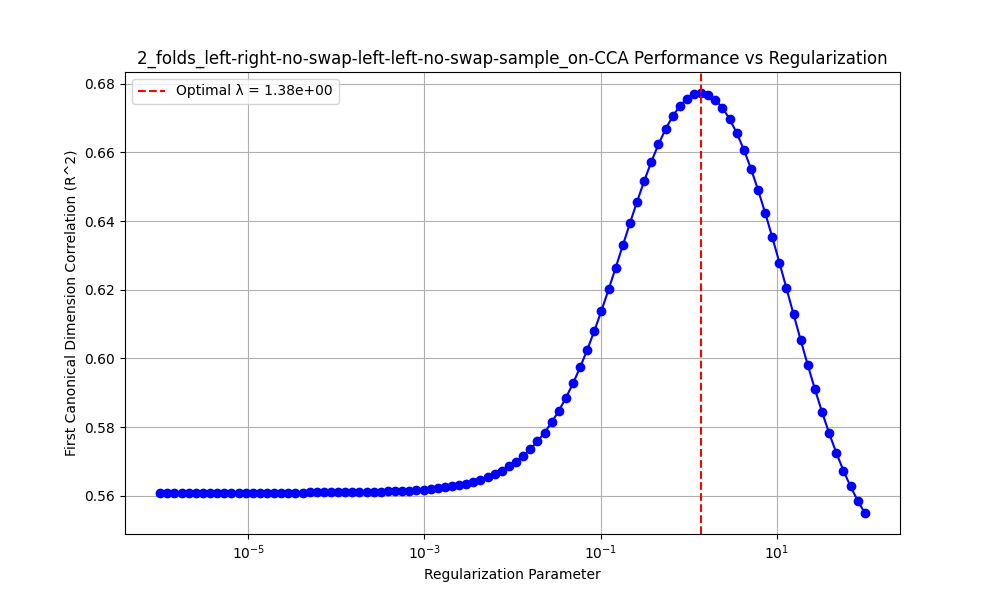 2_folds_left-right-no-swap-left-left-no-swap-sample_on-CCA Performance vs Regularization
Optimal λ = 1.38e+00
First Canonical Dimension Correlation (R^2)
0.68
0.66
0.64
0.62
0.60
0.58
0.56
10⁻⁵
10⁻³
10⁻¹
10¹
Regularization Parameter